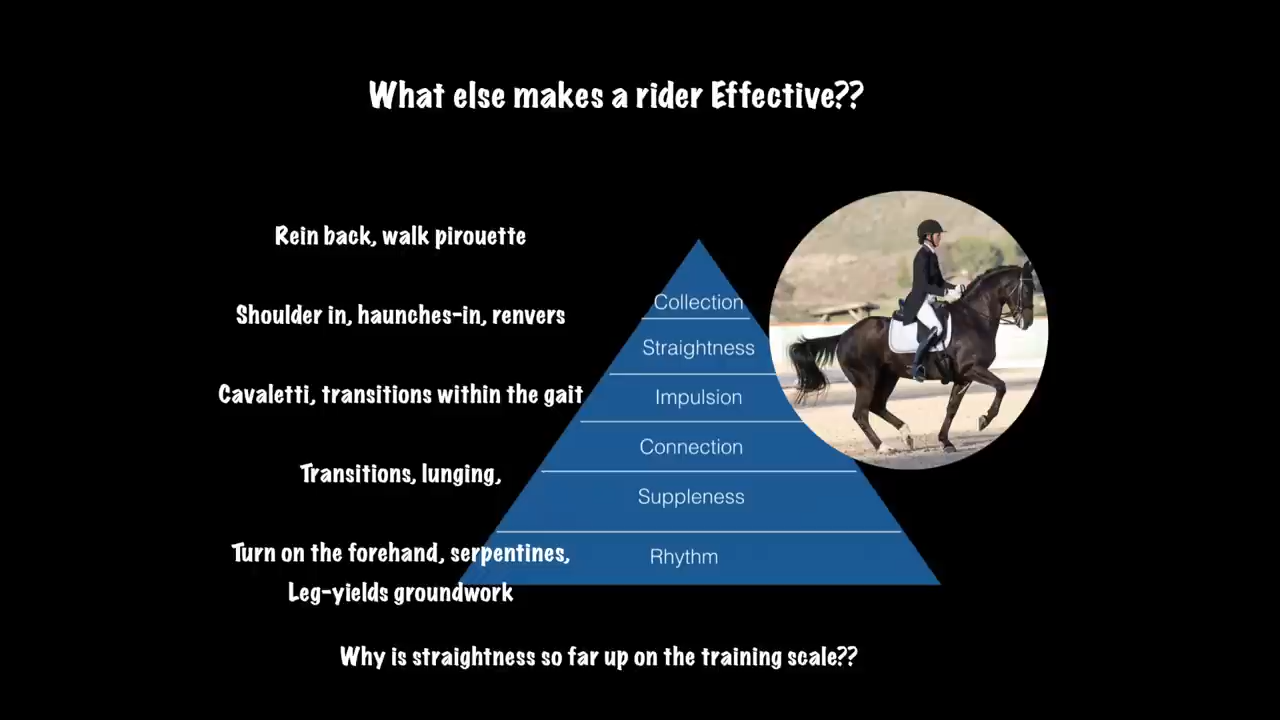 What else makes a rider Effective??
Rein back, walk pirouette
Collection
Shoulder in, haunches-in, renvers
Straightness
Cavaletti, transitions within the gait
Impulsion
Connection
Transitions, lunging,
Suppleness
Turn on the forehand, serpentines,
Rhythm
Leg-yields groundwork
Why is straightness so far up on the training scale??